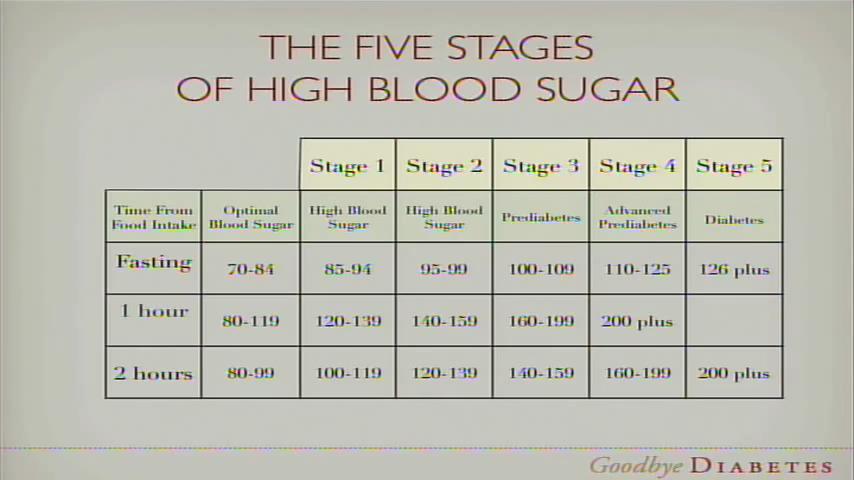 THE FIVE STAGES
OF HIGH BLOOD SUGAR
Stage 1 Stage 2 Stage 3 Stage 4 Stage 5
Time From Food Intake Optimal Blood Sugar High Blood Sugar High Blood Sugar Prediabetes Advanced Prediabetes Diabetes
Fasting 70-84 85-94 95-99 100-109 110-125 126 plus
1 hour 80-119 120-139 140-159 160-199 200 plus
2 hours 80-99 100-119 120-139 140-159 160-199 200 plus
Goodbye DIABETES